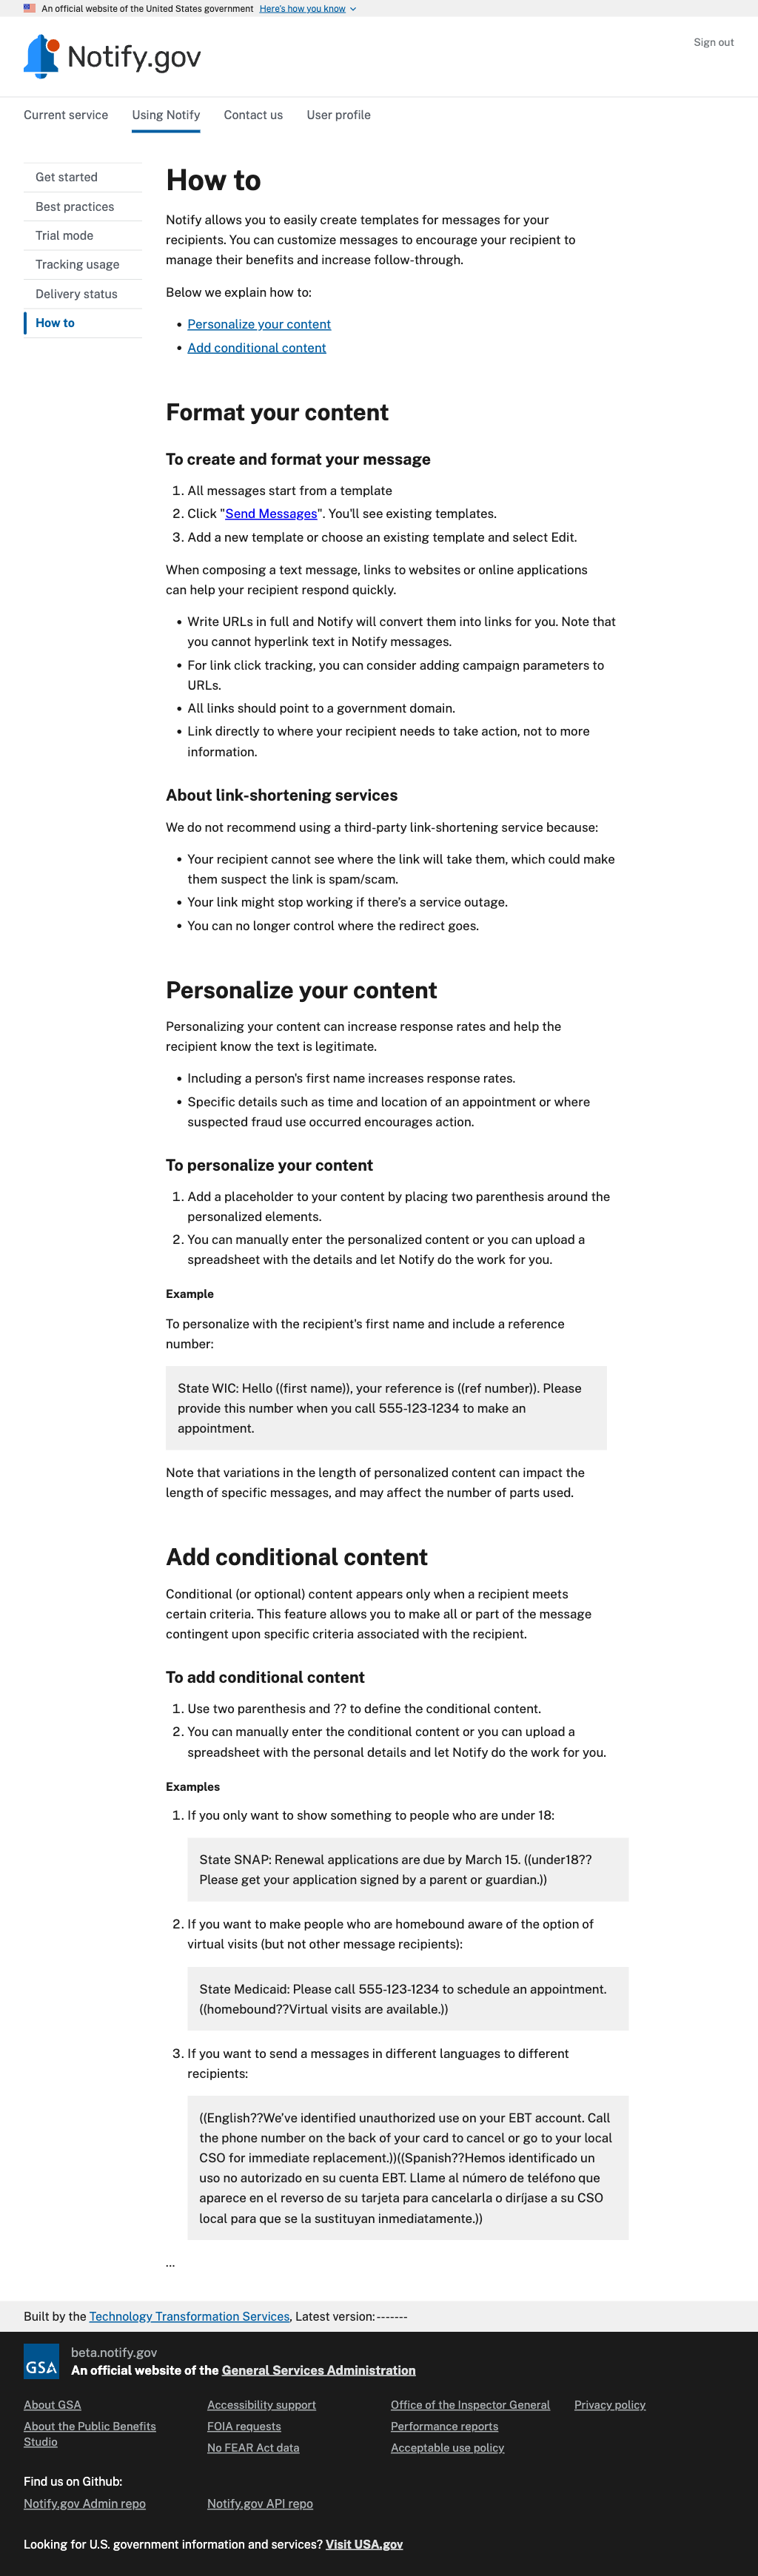 An official website of the United States government Here's how you know
Notify.gov
Sign out
Current service Using Notify Contact us User profile
Get started
Best practices
Trial mode
Tracking usage
Delivery status
How to
How to
Notify allows you to easily create templates for messages for your
recipients. You can customize messages to encourage your recipient to
manage their benefits and increase follow-through.
Below we explain how to:
• Personalize your content
• Add conditional content
Format your content
To create and format your message
1. All messages start from a template
2. Click "Send Messages". You'll see existing templates.
3. Add a new template or choose an existing template and select Edit.
When composing a text message, links to websites or online applications
can help your recipient respond quickly.
• Write URLs in full and Notify will convert them into links for you. Note that
you cannot hyperlink text in Notify messages.
• For link click tracking, you can consider adding campaign parameters to
URLs.
• All links should point to a government domain.
• Link directly to where your recipient needs to take action, not to more
information.
About link-shortening services
We do not recommend using a third-party link-shortening service because:
• Your recipient cannot see where the link will take them, which could make
them suspect the link is spam/scam.
• Your link might stop working if there's a service outage.
• You can no longer control where the redirect goes.
Personalize your content
Personalizing your content can increase response rates and help the
recipient know the text is legitimate.
• Including a person's first name increases response rates.
• Specific details such as time and location of an appointment or where
suspected fraud use occurred encourages action.
To personalize your content
1. Add a placeholder to your content by placing two parenthesis around the
personalized elements.
2. You can manually enter the personalized content or you can upload a
spreadsheet with the details and let Notify do the work for you.
Example
To personalize with the recipient's first name and include a reference
number:
State WIC: Hello ((first name)), your reference is ((ref number)). Please
provide this number when you call 555-123-1234 to make an
appointment.
Note that variations in the length of personalized content can impact the
length of specific messages, and may affect the number of parts used.
Add conditional content
Conditional (or optional) content appears only when a recipient meets
certain criteria. This feature allows you to make all or part of the message
contingent upon specific criteria associated with the recipient.
To add conditional content
1. Use two parenthesis and ?? to define the conditional content.
2. You can manually enter the conditional content or you can upload a
spreadsheet with the personal details and let Notify do the work for you.
Examples
1. If you only want to show something to people who are under 18:
State SNAP: Renewal applications are due by March 15. ((under18??
Please get your application signed by a parent or guardian.))
2. If you want to make people who are homebound aware of the option of
virtual visits (but not other message recipients):
State Medicaid: Please call 555-123-1234 to schedule an appointment.
((homebound??Virtual visits are available.))
3. If you want to send a messages in different languages to different
recipients:
((English??We've identified unauthorized use on your EBT account. Call
the phone number on the back of your card to cancel or go to your local
CSO for immediate replacement.))((Spanish??Hemos identificado un
uso no autorizado en su cuenta EBT. Llame al número de teléfono que
aparece en el reverso de su tarjeta para cancelarla o diríjase a su CSO
local para que se la sustituyan inmediatamente.))
...
Built by the Technology Transformation Services, Latest version:-------
GSA
beta.notify.gov
An official website of the General Services Administration
About GSA
About the Public Benefits
Studio
Accessibility support
FOIA requests
No FEAR Act data
Office of the Inspector General
Performance reports
Acceptable use policy
Privacy policy
Find us on Github:
Notify.gov Admin repo
Notify.gov API repo
Looking for U.S. government information and services? Visit USA.gov